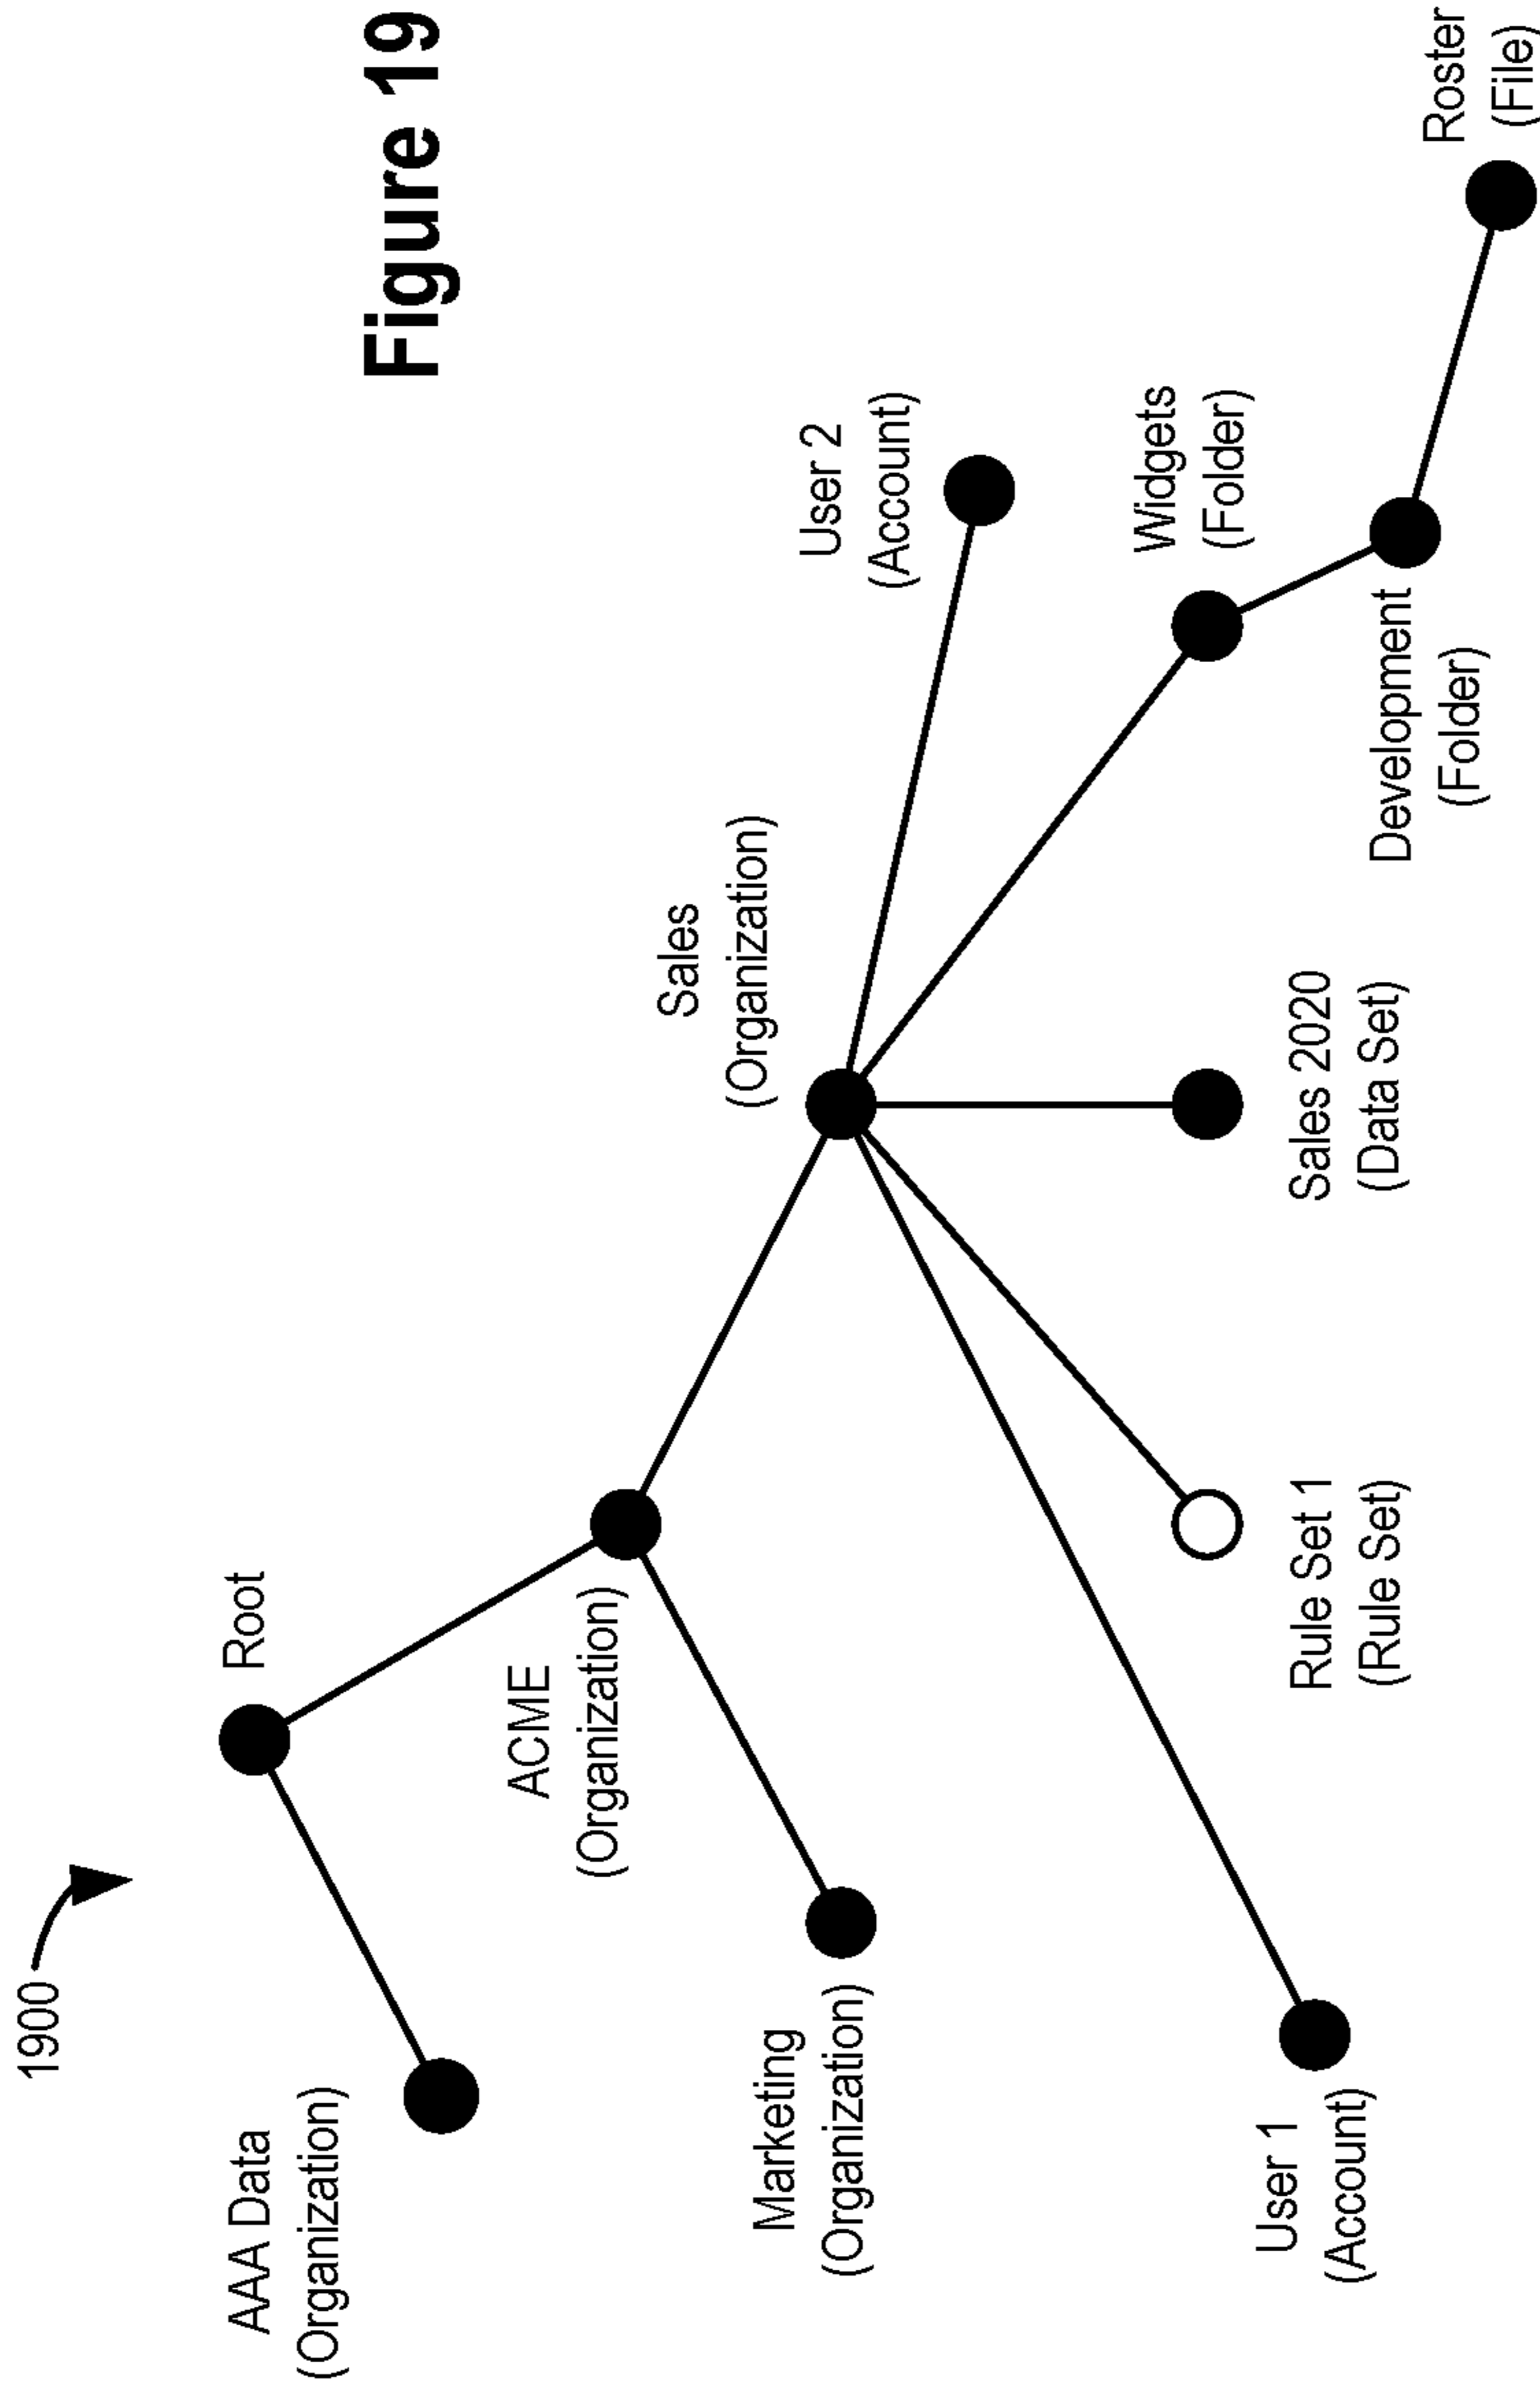 1900
Root
AAA Data
(Organization)
ACME
(Organization)
Sales
(Organization)
Marketing
(Organization)
User 2
(Account)
Widgets
(Folder)
User 1
(Account)
Rule Set 1
(Rule Set)
Sales 2020
(Data Set)
Development
(Folder)
Roster
(File)
Figure 19